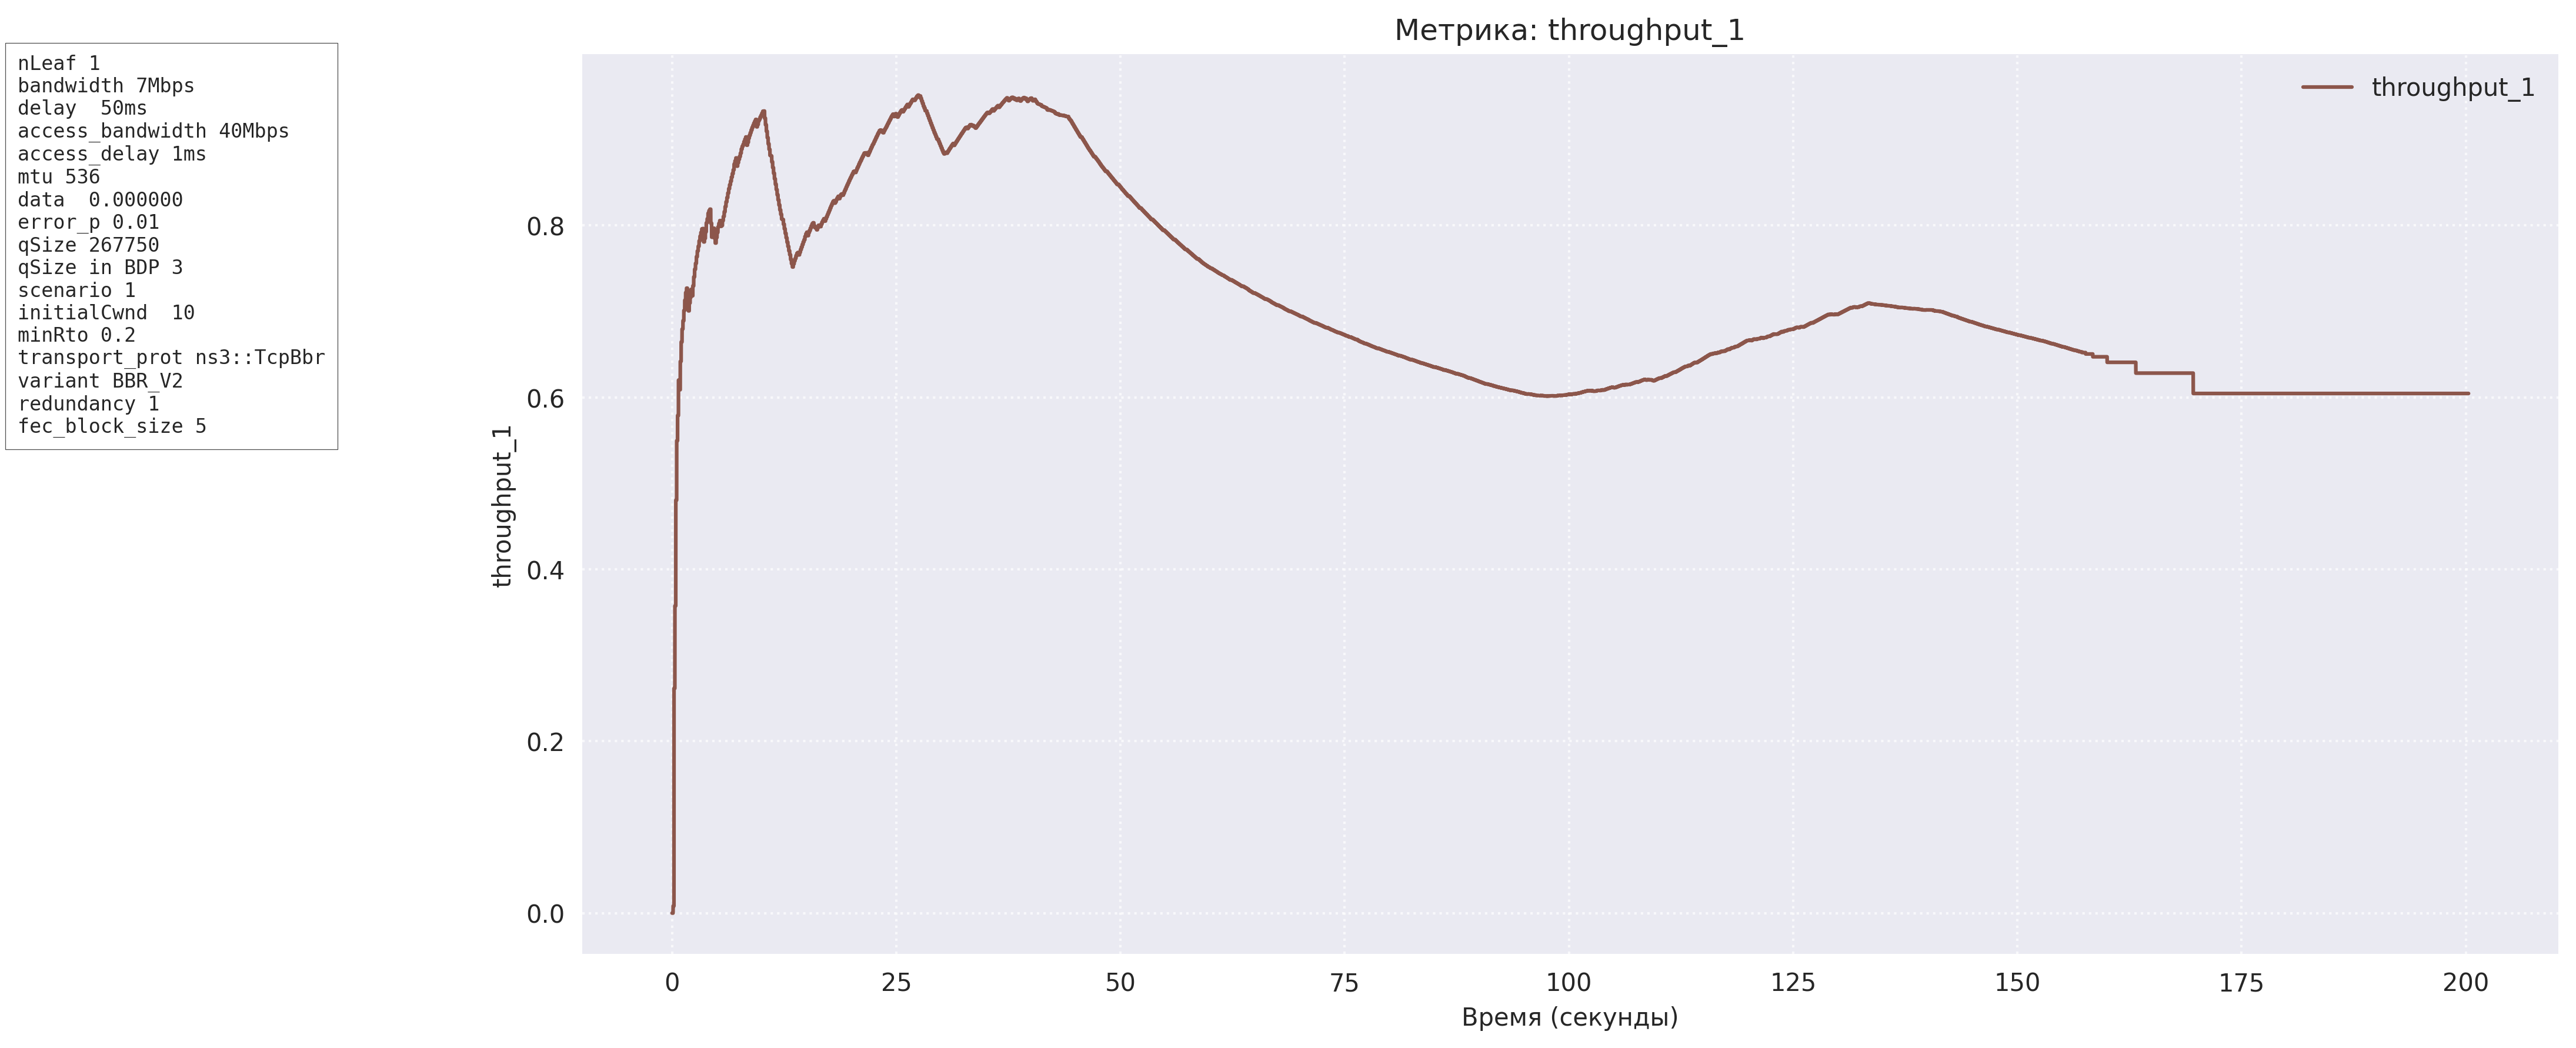 Метрика: throughput_1
nLeaf 1
bandwidth 7Mbps
delay  50ms
access_bandwidth 40Mbps
access_delay 1ms
mtu 536
data  0.000000
error_p 0.01
qSize 267750
qSize in BDP 3
scenario 1
initialCwnd  10
minRto 0.2
transport_prot ns3::TcpBbr
variant BBR_V2
redundancy 1
fec_block_size 5
throughput_1
throughput_1
0.8
0.6
0.4
0.2
0.0
0 25 50 75 100 125 150 175 200
Время (секунды)